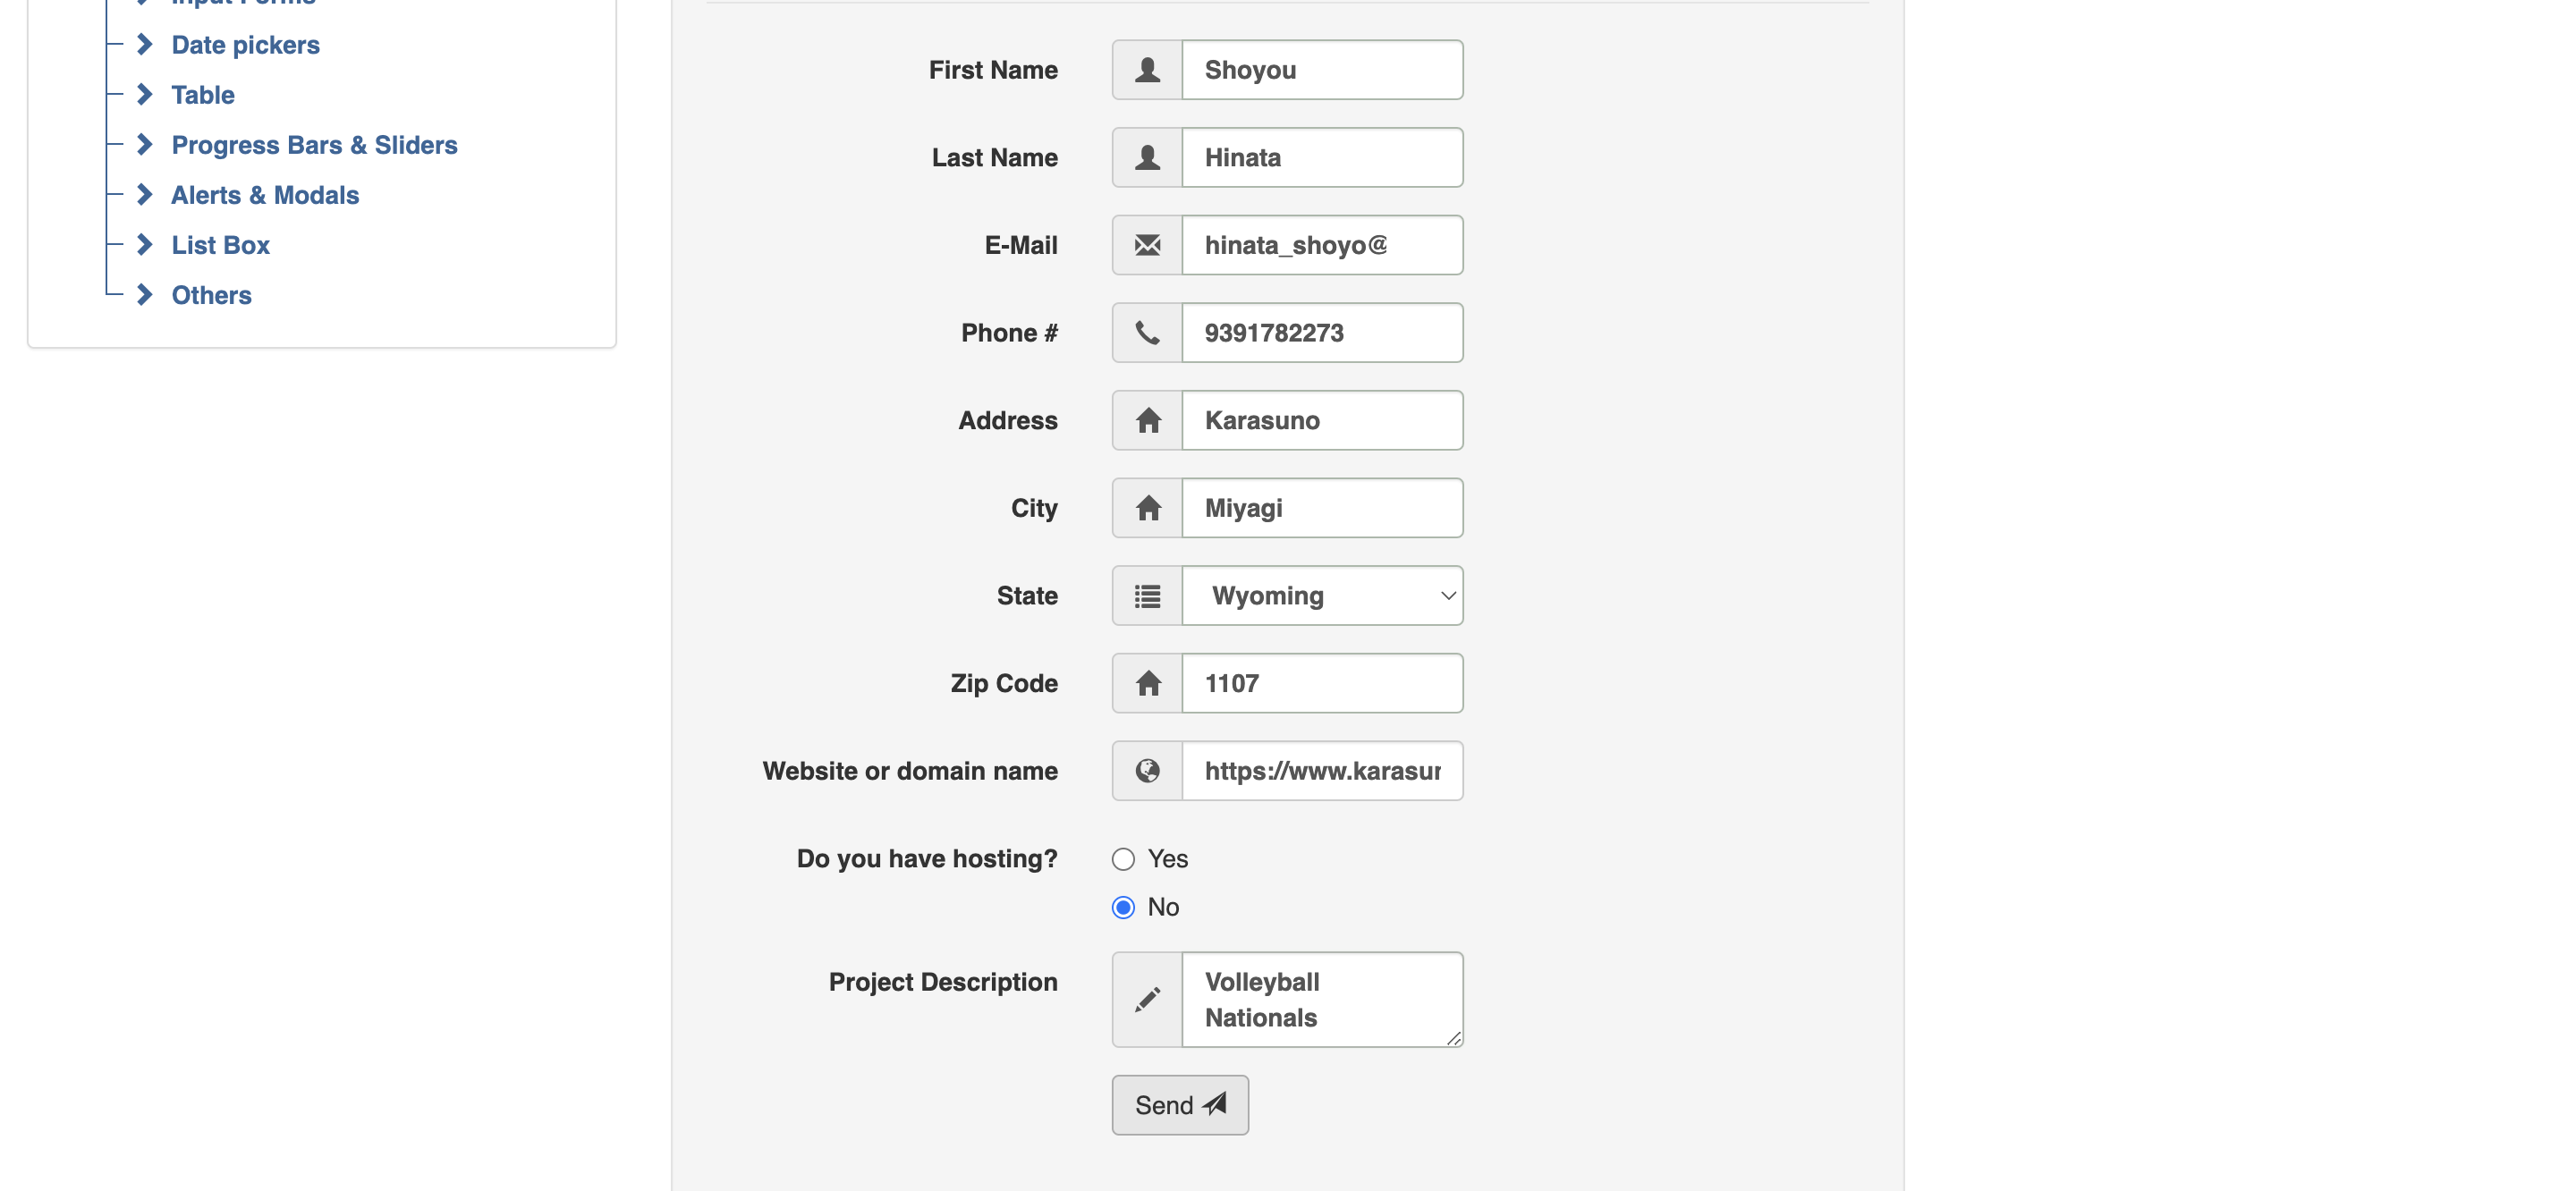 Date pickers
Table
Progress Bars & Sliders
Alerts & Modals
List Box
Others
First Name
Shoyou
Last Name
Hinata
E-Mail
hinata_shoyo@
Phone #
9391782273
Address
Karasuno
City
Miyagi
State
Wyoming
Zip Code
1107
Website or domain name
https://www.karasur
Do you have hosting?
Yes
No
Project Description
Volleyball
Nationals
Send